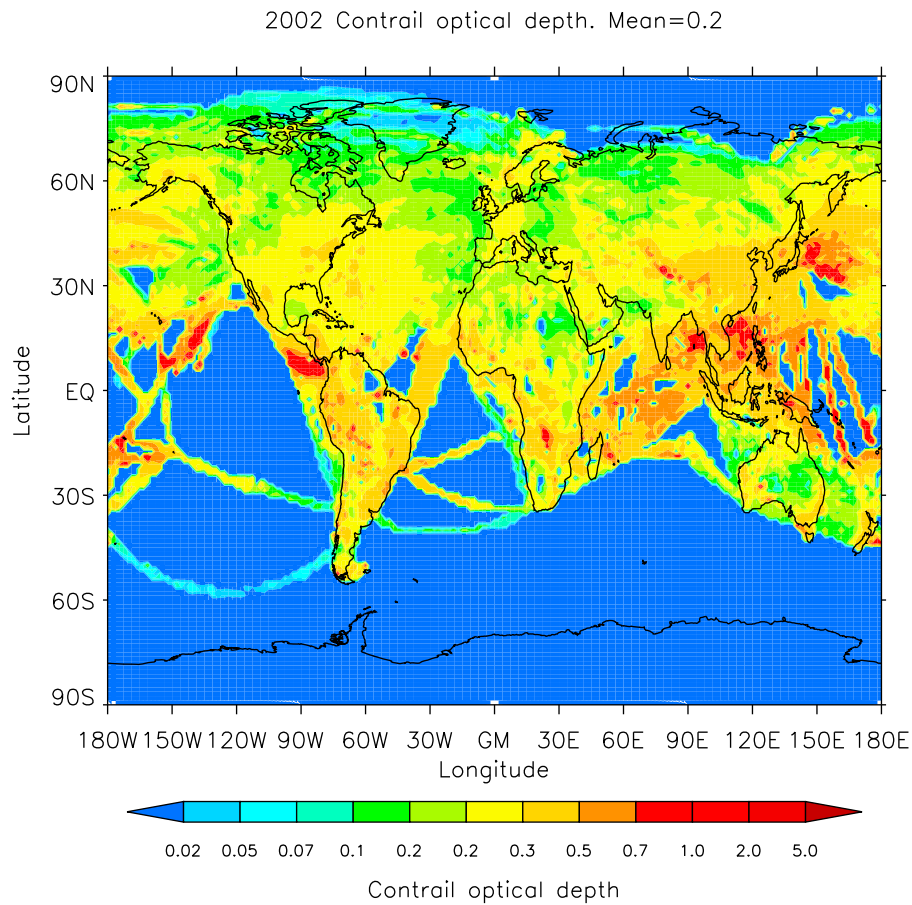 2002 Contrail optical depth. Mean=0.2
90N
60N
30N
EQ
30S
60S
90S
Latitude
180W 150W 120W 90W 60W 30W GM 30E 60E 90E 120E 150E 180E
Longitude
0.02 0.05 0.07 0.1 0.2 0.2 0.3 0.5 0.7 1.0 2.0 5.0
Contrail optical depth